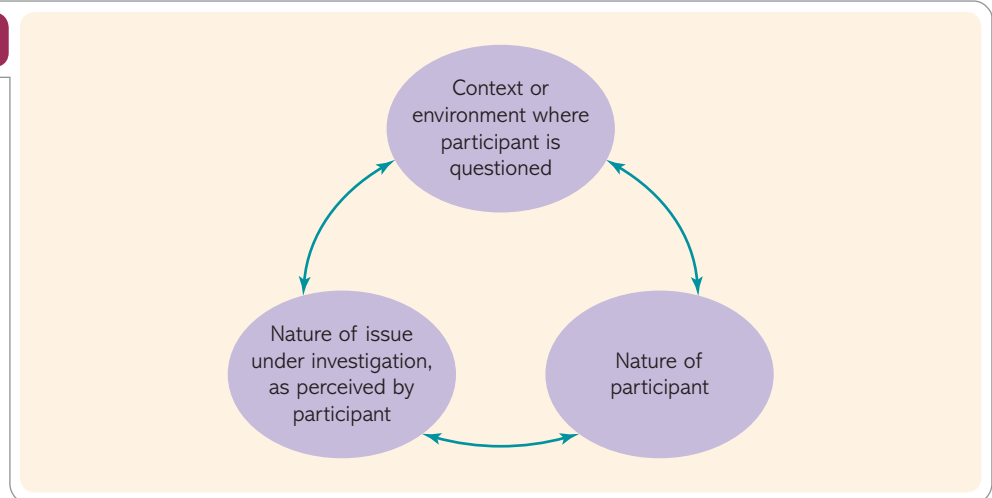 Context or
environment where
participant is
questioned
Nature of issue
under investigation,
as perceived by
participant
Nature of
participant